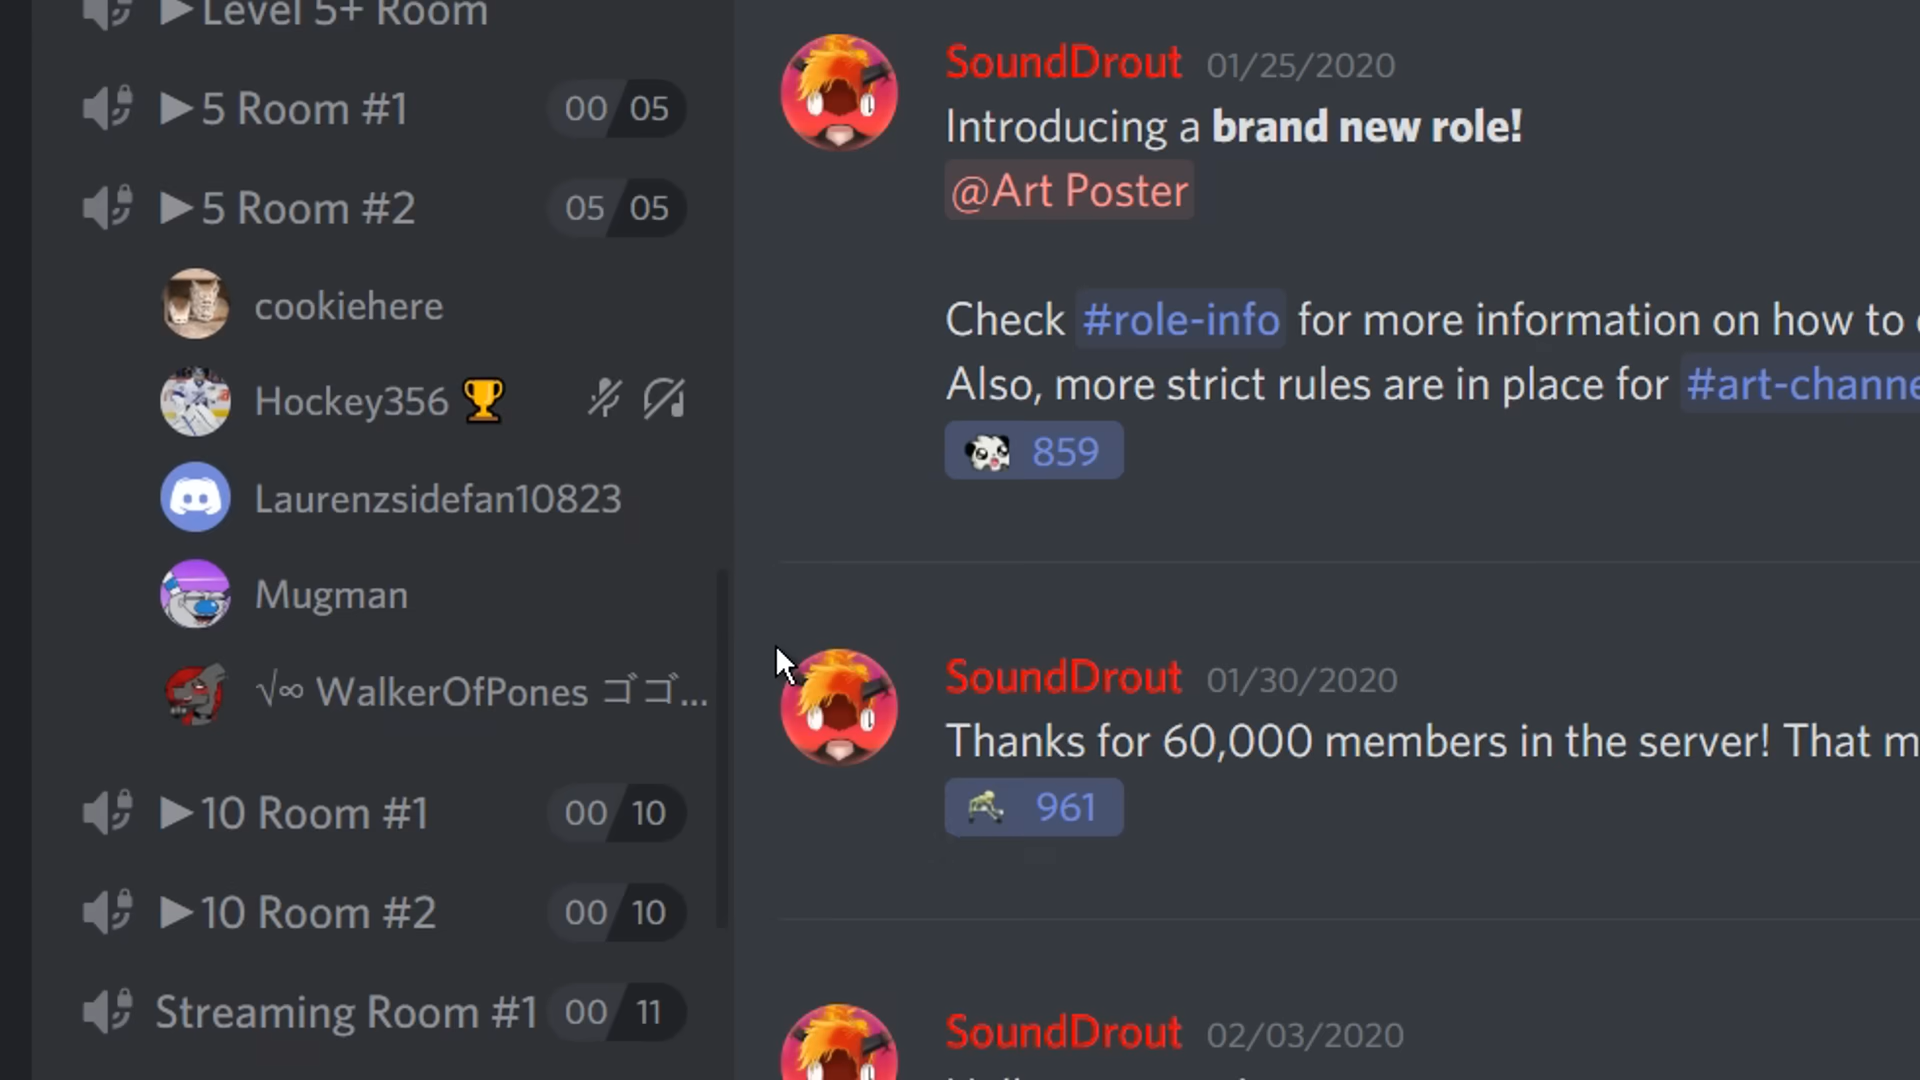 ▶Level 5+ Room
▶5 Room #1 00 05
▶5 Room #2 05 05
cookiehere
Hockey356 🏆
Laurenzsidefan10823
Mugman
√∞ WalkerOfPones ゴゴ...
▶10 Room #1 00 10
▶10 Room #2 00 10
Streaming Room #1 00 11
SoundDrout 01/25/2020
Introducing a brand new role!
@Art Poster
Check #role-info for more information on how to
Also, more strict rules are in place for #art-channe
859
SoundDrout 01/30/2020
Thanks for 60,000 members in the server! That m
961
SoundDrout 02/03/2020